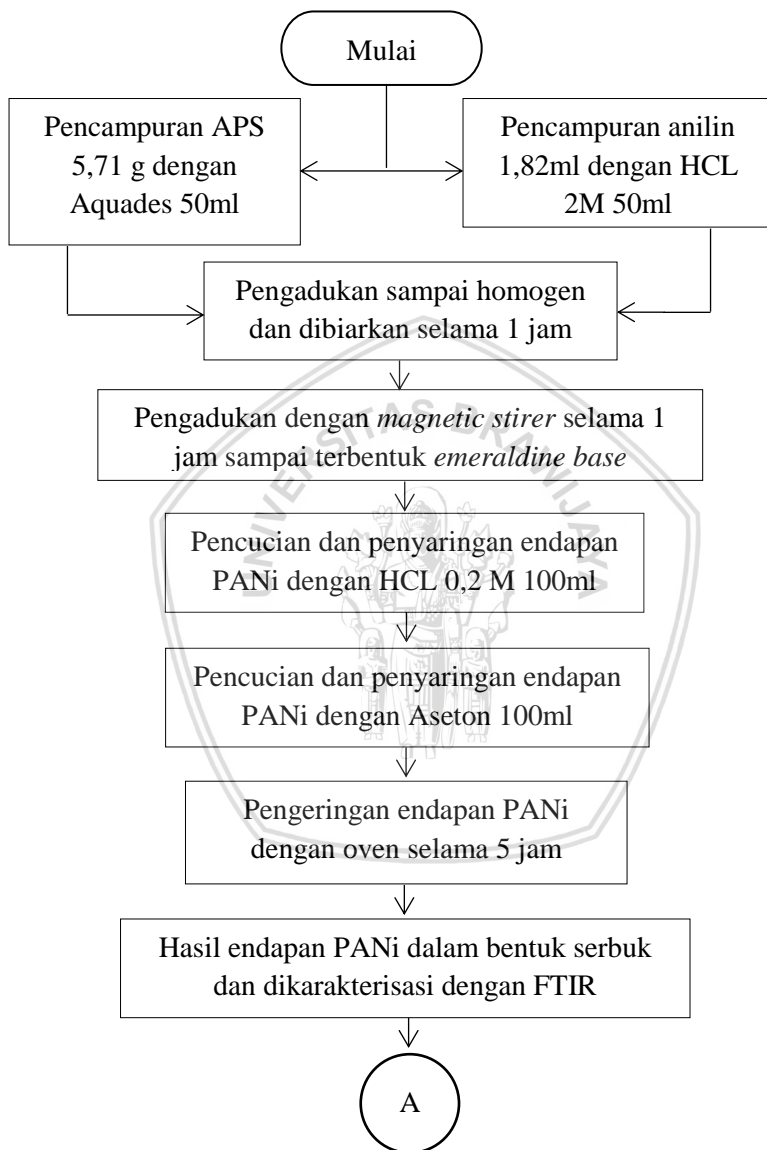 Mulai
Pencampuran APS
5,71 g dengan
Aquades 50ml
Pencampuran anilin
1,82ml dengan HCL
2M 50ml
Pengadukan sampai homogen
dan dibiarkan selama 1 jam
Pengadukan dengan magnetic stirer selama 1
jam sampai terbentuk emeraldine base
Pencucian dan penyaringan endapan
PANi dengan HCL 0,2 M 100ml
Pencucian dan penyaringan endapan
PANi dengan Aseton 100ml
Pengeringan endapan PANi
dengan oven selama 5 jam
Hasil endapan PANi dalam bentuk serbuk
dan dikarakterisasi dengan FTIR
A
UNIVERSITAS BRAWIJAYA